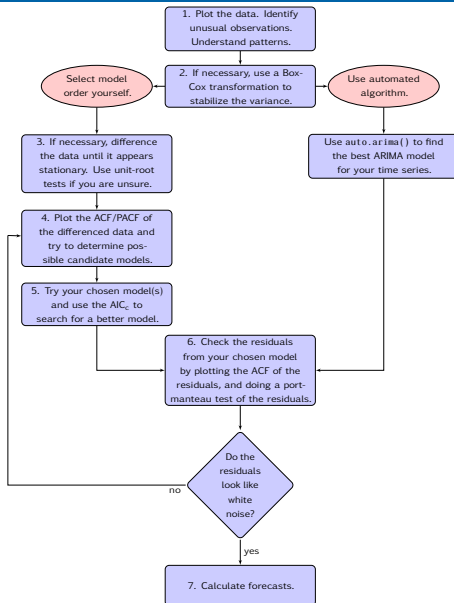 1. Plot the data. Identify
unusual observations.
Understand patterns.
Select model
order yourself.
2. If necessary, use a Box-
Cox transformation to
stabilize the variance.
Use automated
algorithm.
3. If necessary, difference
the data until it appears
stationary. Use unit-root
tests if you are unsure.
Use auto.arima() to find
the best ARIMA model
for your time series.
4. Plot the ACF/PACF of
the differenced data and
try to determine pos-
sible candidate models.
5. Try your chosen model(s)
and use the AICc to
search for a better model.
6. Check the residuals
from your chosen model
by plotting the ACF of the
residuals, and doing a port-
manteau test of the residuals.
Do the
residuals
look like
white
noise?
no
yes
7. Calculate forecasts.